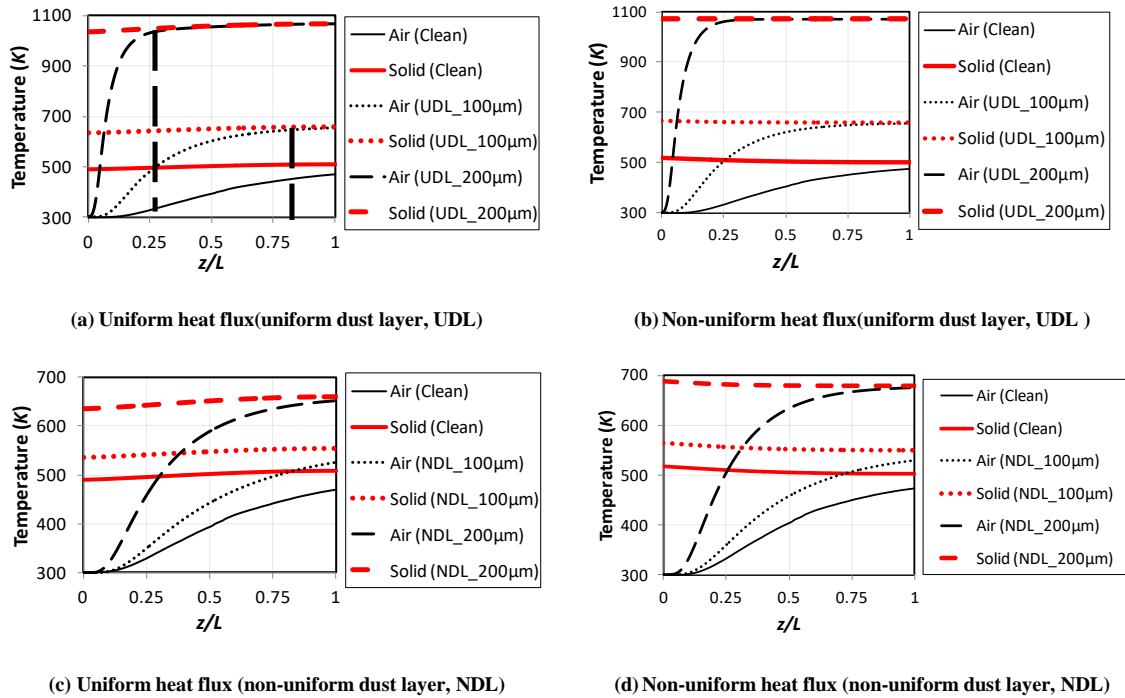 1100
900
700
500
300
Temperature (K)
0 0.25 0.5 0.75 1
z/L
Air (Clean)
Solid (Clean)
Air (UDL_100µm)
Solid (UDL_100µm)
Air (UDL_200µm)
Solid (UDL_200µm)
(a) Uniform heat flux(uniform dust layer, UDL)
1100
900
700
500
300
Temperature (K)
0 0.25 0.5 0.75 1
z/L
Air (Clean)
Solid (Clean)
Air (UDL_100µm)
Solid (UDL_100µm)
Air (UDL_200µm)
Solid (UDL_200µm)
(b) Non-uniform heat flux(uniform dust layer, UDL )
700
600
500
400
300
Temperature (K)
0 0.25 0.5 0.75 1
z/L
Air (Clean)
Solid (Clean)
Air (NDL_100µm)
Solid (NDL_100µm)
Air (NDL_200µm)
Solid (NDL_200µm)
(c) Uniform heat flux (non-uniform dust layer, NDL)
700
600
500
400
300
Temperature (K)
0 0.25 0.5 0.75 1
z/L
Air (Clean)
Solid (Clean)
Air (NDL_100µm)
Solid (NDL_100µm)
Air (NDL_200µm)
Solid (NDL_200µm)
(d) Non-uniform heat flux (non-uniform dust layer, NDL)